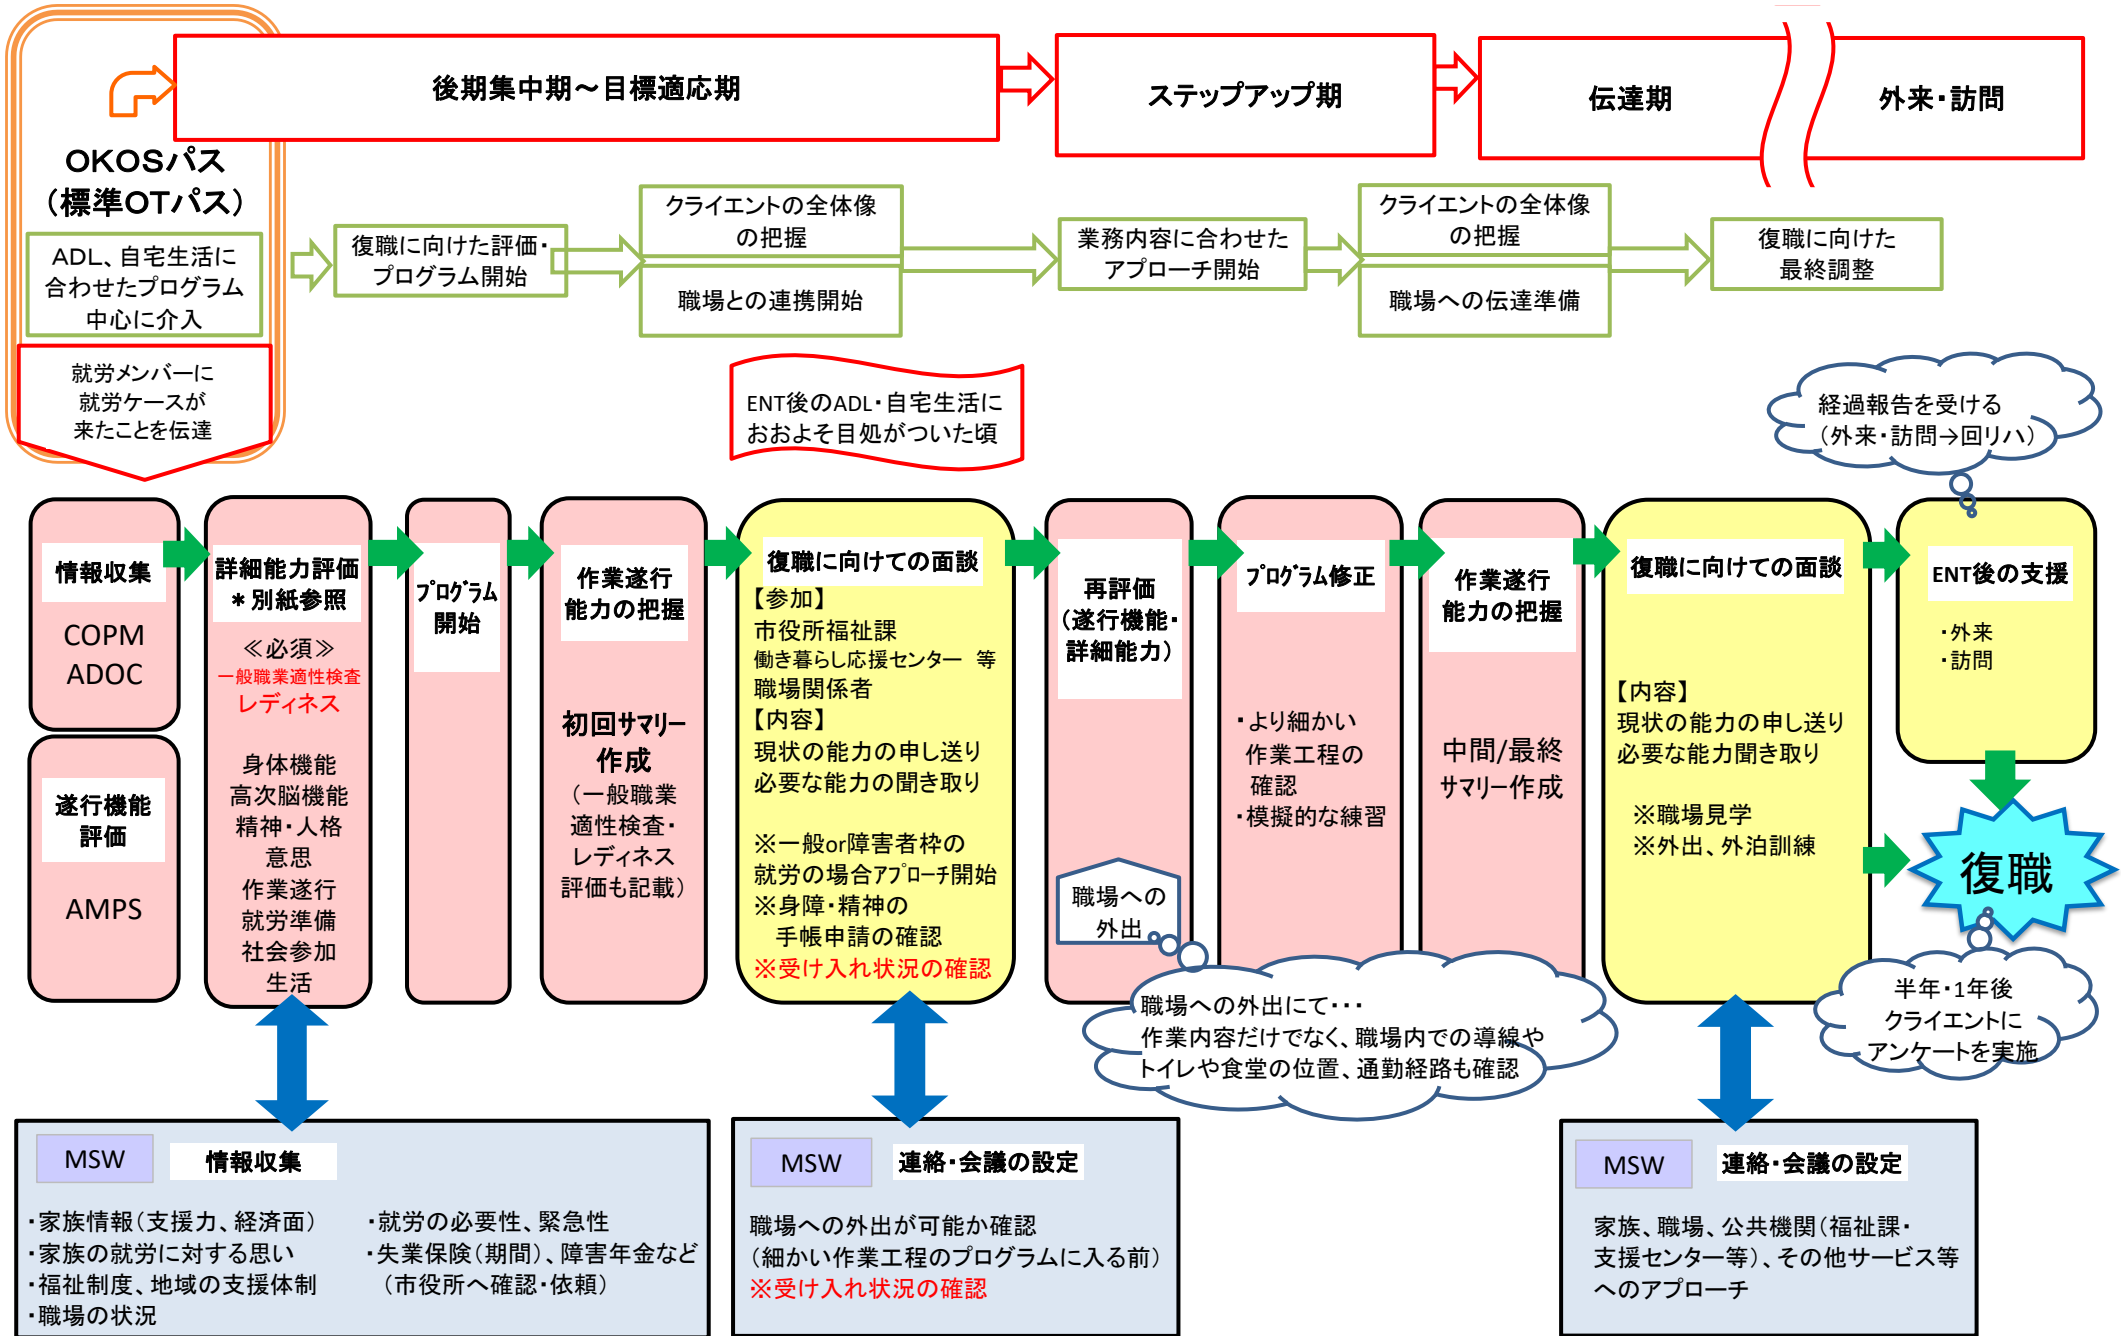 後期集中期～目標適応期
ステップアップ期
伝達期
外来・訪問
OKOSパス
（標準OTパス）
ADL、自宅生活に
合わせたプログラム
中心に介入
就労メンバーに
就労ケースが
来たことを伝達
復職に向けた評価・
プログラム開始
クライエントの全体像
の把握
職場との連携開始
業務内容に合わせた
アプローチ開始
クライエントの全体像
の把握
職場への伝達準備
復職に向けた
最終調整
ENT後のADL・自宅生活に
おおよそ目処がついた頃
経過報告を受ける
（外来・訪問→回リハ）
情報収集
COPM
ADOC
遂行機能
評価
AMPS
詳細能力評価
＊別紙参照
≪必須≫
一般職業適性検査
レディネス
身体機能
高次脳機能
精神・人格
意思
作業遂行
就労準備
社会参加
生活
ﾌﾟﾛｸﾞﾗﾑ
開始
作業遂行
能力の把握
初回ｻﾏﾘｰ
作成
（一般職業
適性検査・
レディネス
評価も記載）
復職に向けての面談
【参加】
市役所福祉課
働き暮らし応援センター　等
職場関係者
【内容】
現状の能力の申し送り
必要な能力の聞き取り
※一般or障害者枠の
就労の場合ｱﾌﾟﾛｰﾁ開始
※身障・精神の
手帳申請の確認
※受け入れ状況の確認
再評価
（遂行機能・
詳細能力）
職場への
外出
ﾌﾟﾛｸﾞﾗﾑ修正
・より細かい
作業工程の
確認
・模擬的な練習
作業遂行
能力の把握
中間/最終
ｻﾏﾘｰ作成
復職に向けての面談
【内容】
現状の能力の申し送り
必要な能力聞き取り
※職場見学
※外出、外泊訓練
ENT後の支援
・外来
・訪問
復職
職場への外出にて・・・
作業内容だけでなく、職場内での導線や
トイレや食堂の位置、通勤経路も確認
半年・1年後
クライエントに
アンケートを実施
MSW
情報収集
・家族情報（支援力、経済面）
・家族の就労に対する思い
・福祉制度、地域の支援体制
・職場の状況
・就労の必要性、緊急性
・失業保険（期間）、障害年金など
（市役所へ確認・依頼）
MSW
連絡・会議の設定
職場への外出が可能か確認
（細かい作業工程のプログラムに入る前）
※受け入れ状況の確認
MSW
連絡・会議の設定
家族、職場、公共機関（福祉課・
支援センター等）、その他サービス等
へのアプローチ